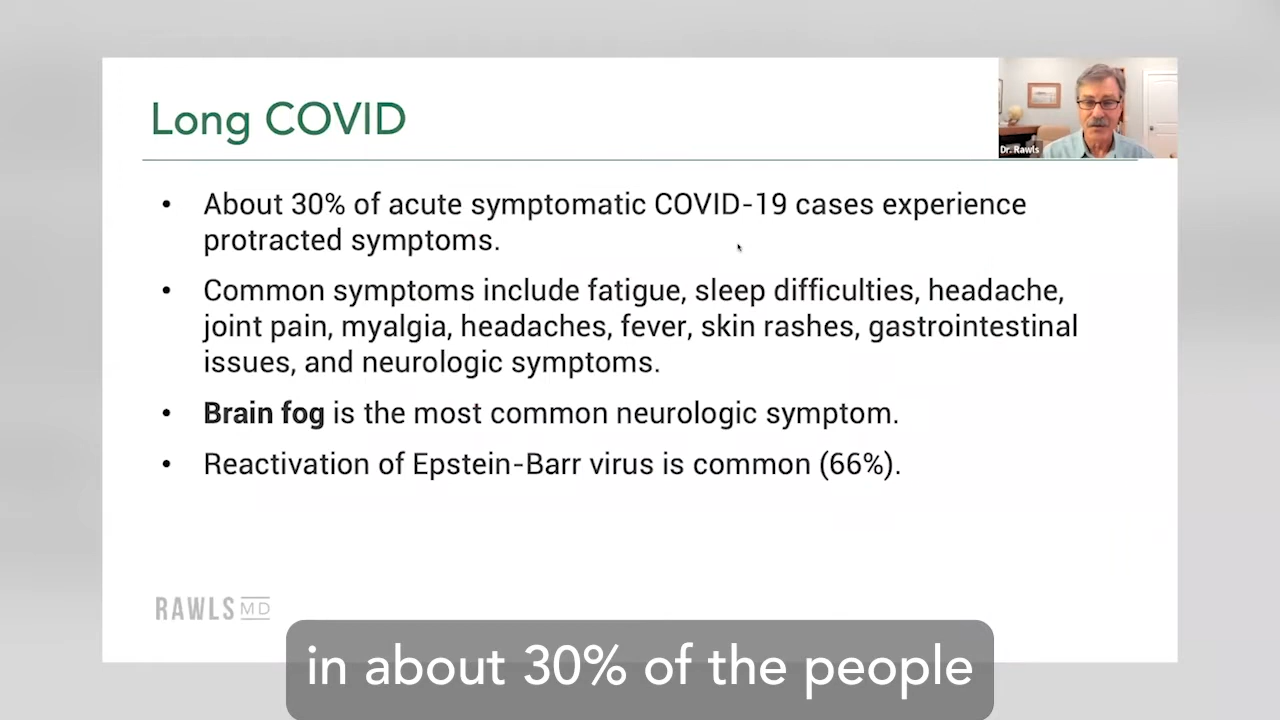 Long COVID
Dr. Rawls
• About 30% of acute symptomatic COVID-19 cases experience
protracted symptoms.
• Common symptoms include fatigue, sleep difficulties, headache,
joint pain, myalgia, headaches, fever, skin rashes, gastrointestinal
issues, and neurologic symptoms.
• Brain fog is the most common neurologic symptom.
• Reactivation of Epstein-Barr virus is common (66%).
RAWLS MD
in about 30% of the people